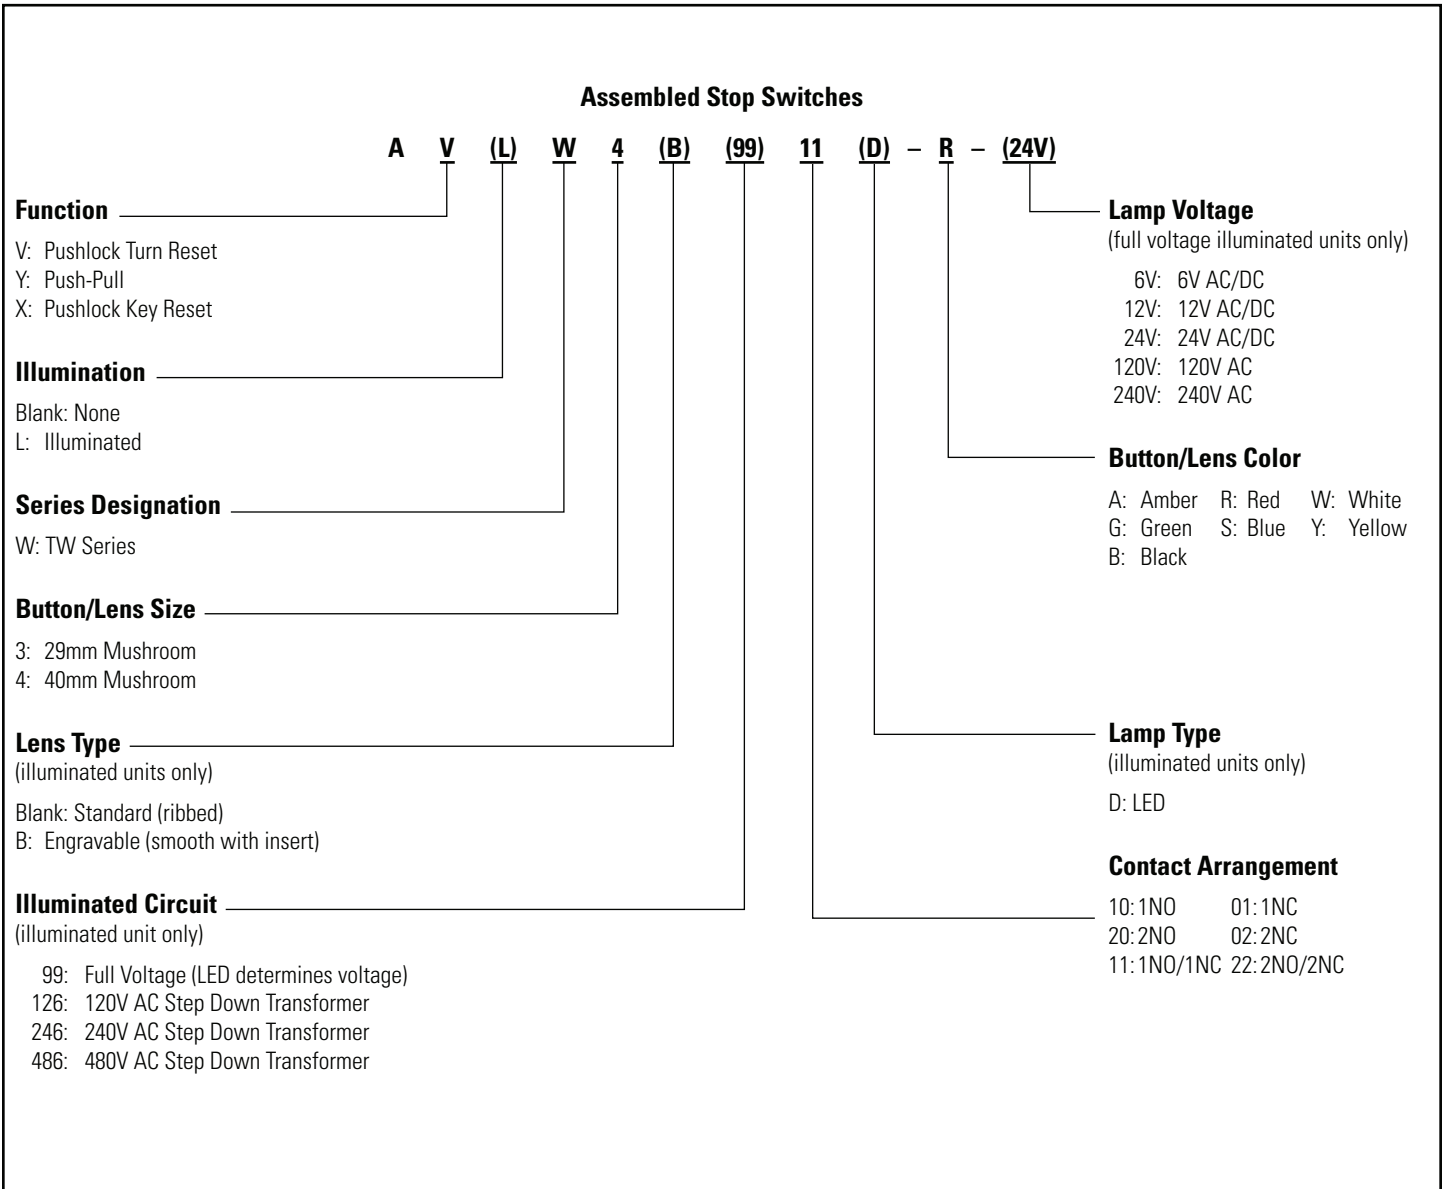 Assembled Stop Switches
A V (L) W 4 (B) (99) 11 (D) – R – (24V)
Function
V: Pushlock Turn Reset
Y: Push-Pull
X: Pushlock Key Reset
Illumination
Blank: None
L: Illuminated
Series Designation
W: TW Series
Button/Lens Size
3: 29mm Mushroom
4: 40mm Mushroom
Lens Type
(illuminated units only)
Blank: Standard (ribbed)
B: Engravable (smooth with insert)
Illuminated Circuit
(illuminated unit only)
99: Full Voltage (LED determines voltage)
126: 120V AC Step Down Transformer
246: 240V AC Step Down Transformer
486: 480V AC Step Down Transformer
Lamp Voltage
(full voltage illuminated units only)
6V: 6V AC/DC
12V: 12V AC/DC
24V: 24V AC/DC
120V: 120V AC
240V: 240V AC
Button/Lens Color
A: Amber R: Red W: White
G: Green S: Blue Y: Yellow
B: Black
Lamp Type
(illuminated units only)
D: LED
Contact Arrangement
10: 1NO 01: 1NC
20: 2NO 02: 2NC
11: 1NO/1NC 22: 2NO/2NC